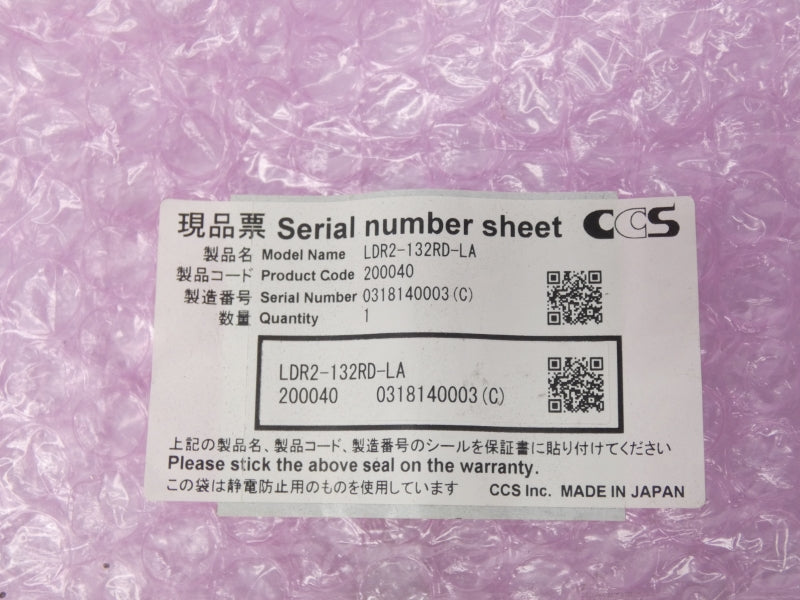 現品票 Serial number sheet CCS
製品名 Model Name LDR2-132RD-LA
製品コード Product Code 200040
製造番号 Serial Number 0318140003(C)
数量 Quantity 1
LDR2-132RD-LA
200040 0318140003(C)
上記の製品名、製品コード、製造番号のシールを保証書に貼り付けてください
Please stick the above seal on the warranty.
この袋は静電防止用のものを使用しています CCS Inc. MADE IN JAPAN